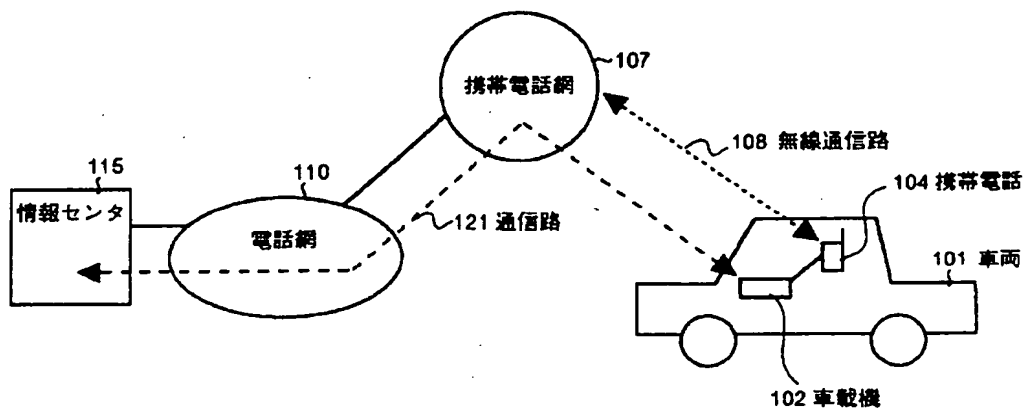 107
携帯電話網
108 無線通信路
115
110
104 携帯電話
情報センタ
電話網
121 通信路
101 車両
102 車載機